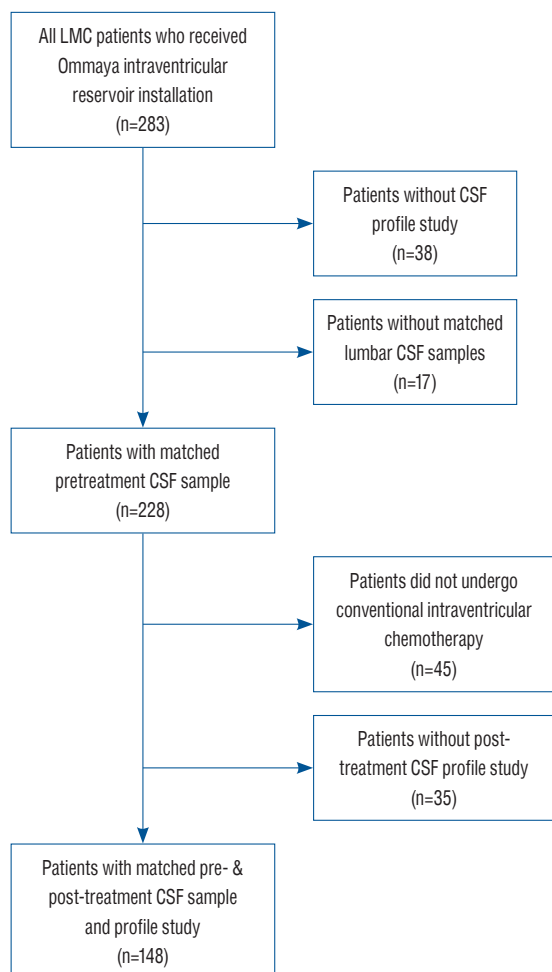 All LMC patients who received
Ommaya intraventricular
reservoir installation
(n=283)
Patients without CSF
profile study
(n=38)
Patients without matched
lumbar CSF samples
(n=17)
Patients with matched
pretreatment CSF sample
(n=228)
Patients did not undergo
conventional intraventricular
chemotherapy
(n=45)
Patients without post-
treatment CSF profile study
(n=35)
Patients with matched pre- &
post-treatment CSF sample
and profile study
(n=148)